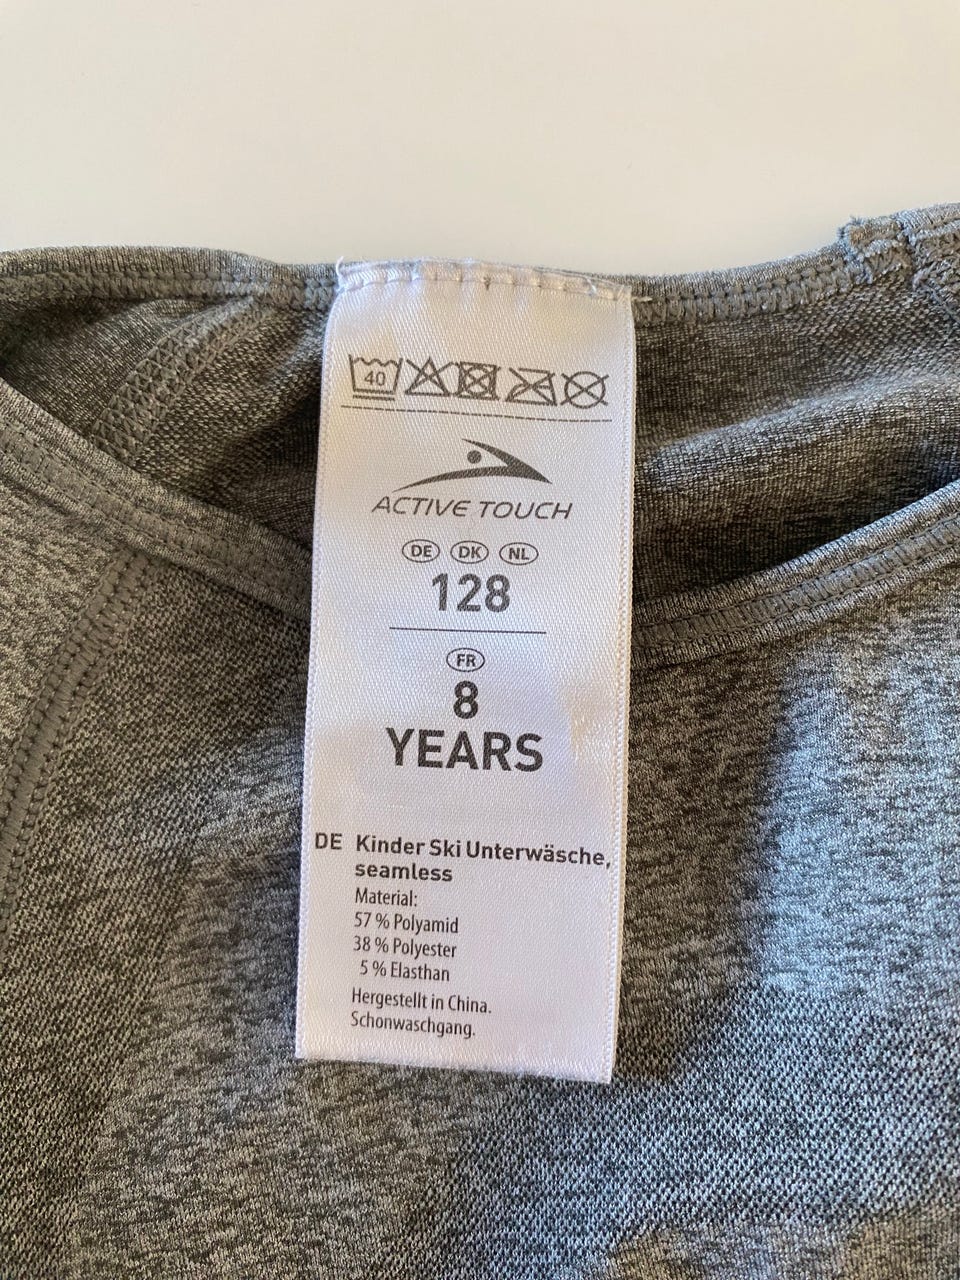 40
ACTIVE TOUCH
DE DK NL
128
FR
8
YEARS
DE Kinder Ski Unterwäsche,
seamless
Material:
57 % Polyamid
38 % Polyester
5 % Elasthan
Hergestellt in China.
Schonwaschgang.